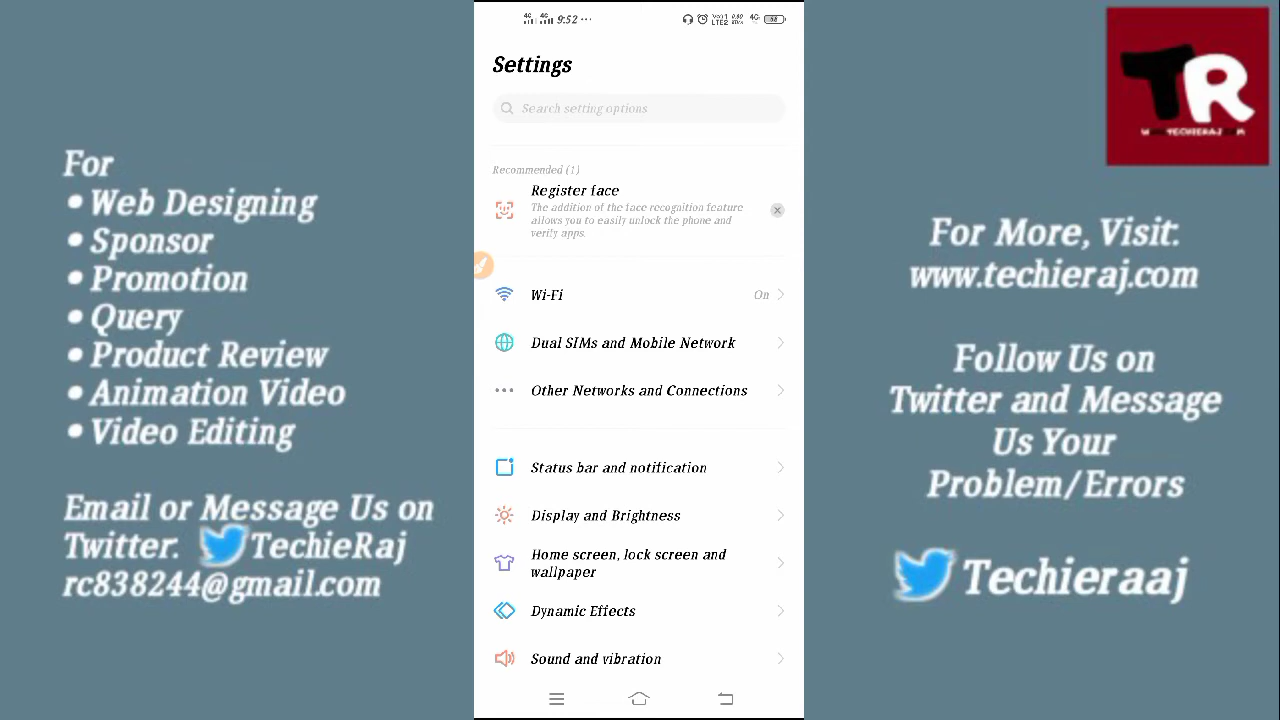 For
• Web Designing
• Sponsor
• Promotion
• Query
• Product Review
• Animation Video
• Video Editing
Email or Message Us on
Twitter. TechieRaj
rc838244@gmail.com
4G 4G 9:52 ...
4G 58
Settings
Search setting options
Recommended (1)
Register face
The addition of the face recognition feature
allows you to easily unlock the phone and
verify apps.
Wi-Fi On
Dual SIMs and Mobile Network
Other Networks and Connections
Status bar and notification
Display and Brightness
Home screen, lock screen and
wallpaper
Dynamic Effects
Sound and vibration
TR
For More, Visit:
www.techieraj.com
Follow Us on
Twitter and Message
Us Your
Problem/Errors
Techieraaj